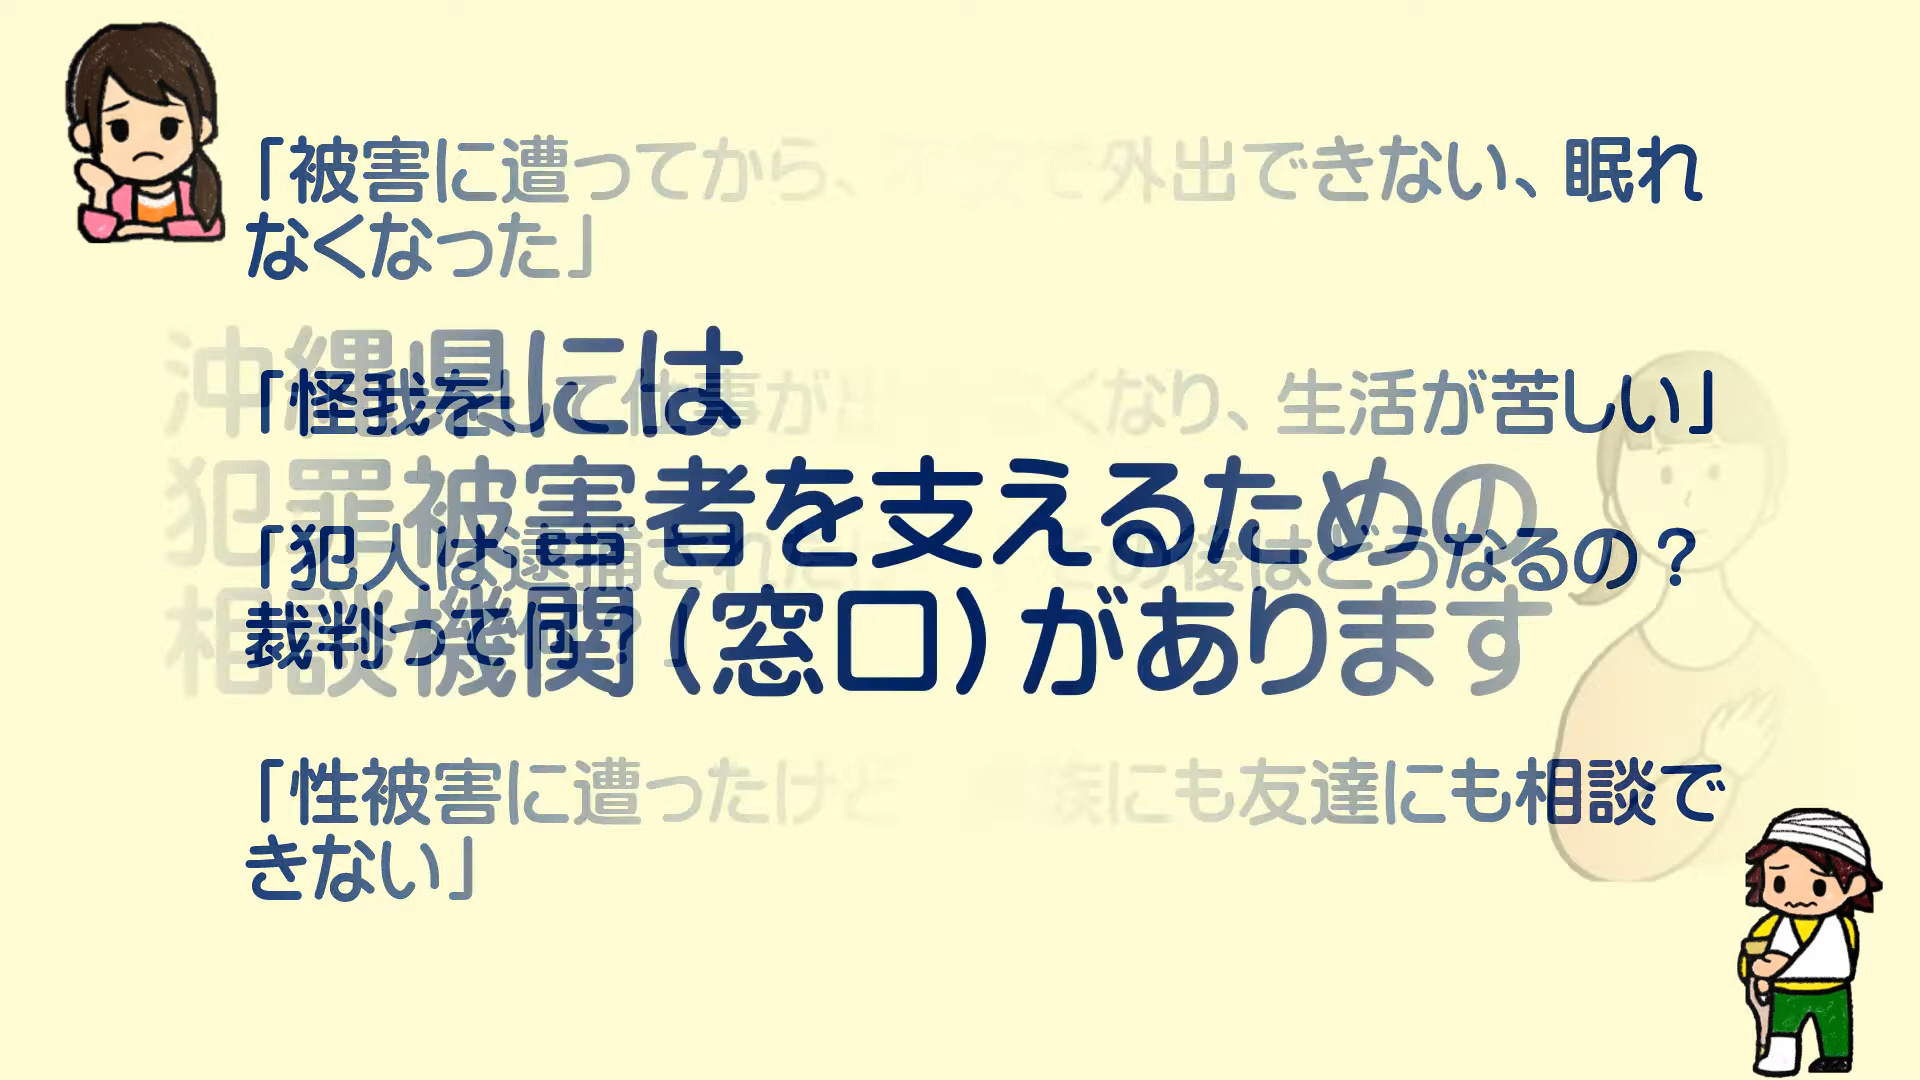 「被害に遭ってから、不安で外出できない、眠れ
なくなった」
沖縄県には
「怪我をして仕事が出 くなり、生活が苦しい」
犯罪被害者を支えるための
「犯人は逮捕されたけ その後はどうなるの？
相談機関（窓口）があります
裁判って何？」
「性被害に遭ったけど 家族にも友達にも相談で
きない」